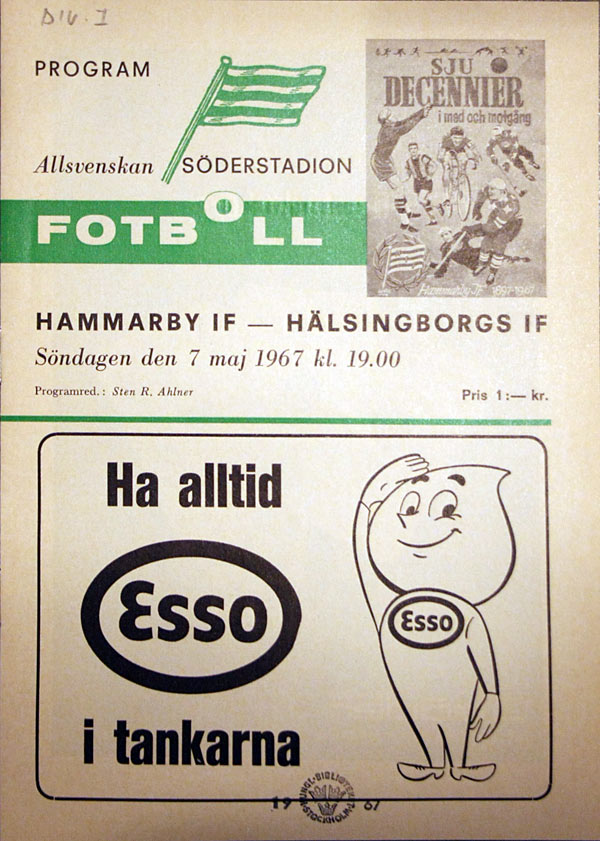 Div. I
PROGRAM
Allsvenskan SÖDERSTADION
FOTBOLL
SJU
DECENNIER
i med och motgång
Hammarby IF 1897-1967
HAMMARBY IF — HÄLSINGBORGS IF
Söndagen den 7 maj 1967 kl. 19.00
Programred.: Sten R. Ahlner
Pris 1:— kr.
Ha alltid
Esso
i tankarna
Esso
19 67
KUNGL. BIBLIOTEKET
STOCKHOLM